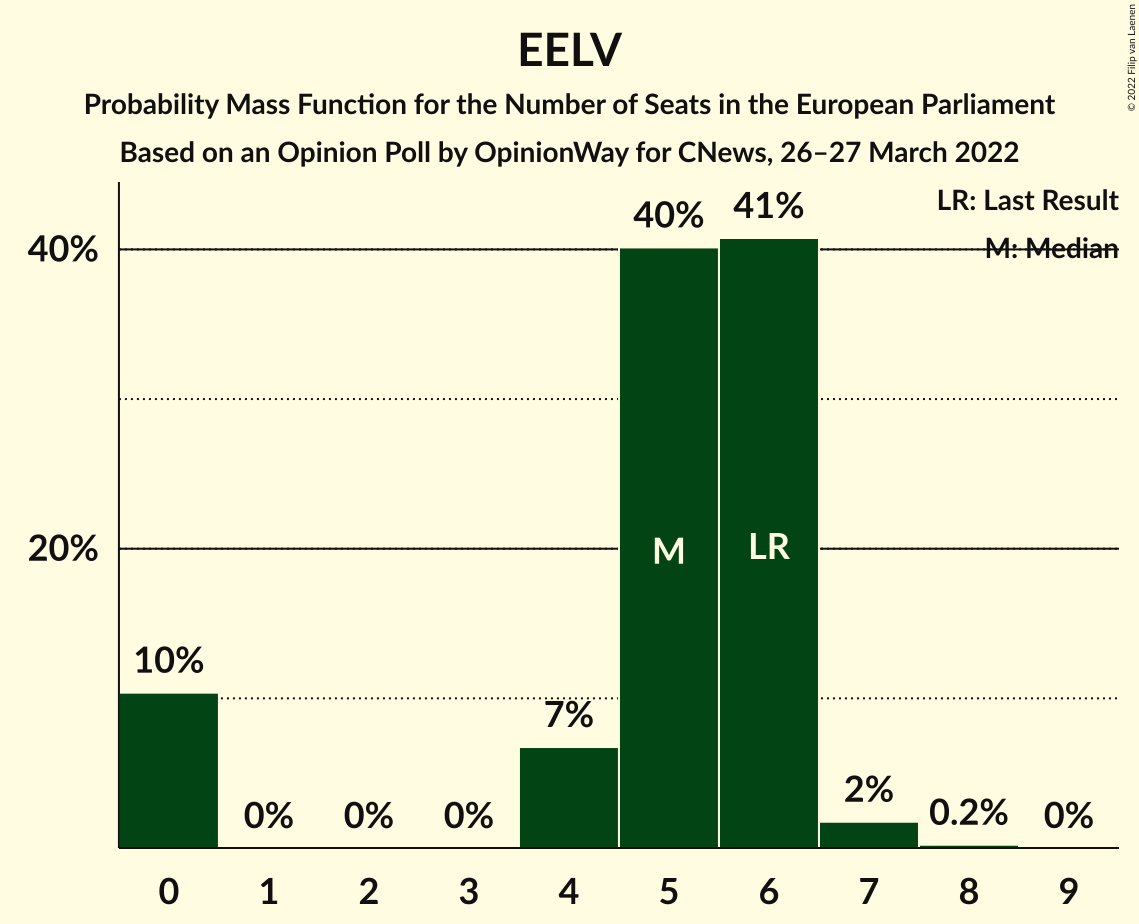 EELV
Probability Mass Function for the Number of Seats in the European Parliament
Based on an Opinion Poll by OpinionWay for CNews, 26–27 March 2022
© 2022 Filip van Laenen
LR: Last Result
M: Median
40%
20%
10%
0%
0%
0%
7%
40%
41%
2%
0.2%
0%
M
LR
0
1
2
3
4
5
6
7
8
9